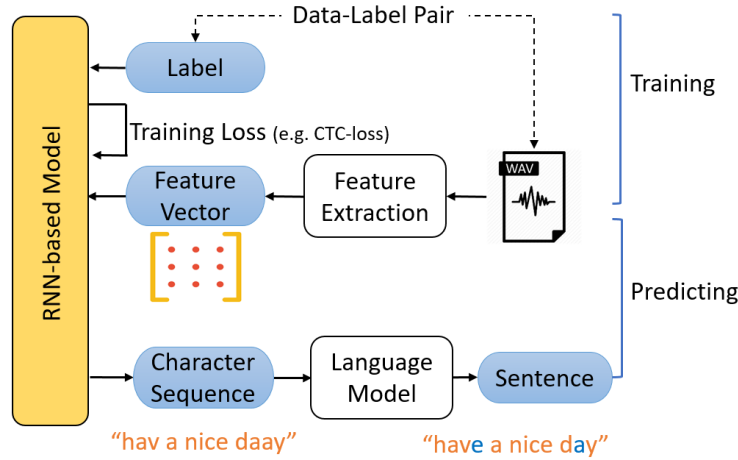 Data-Label Pair
Label
Training
Training Loss (e.g. CTC-loss)
RNN-based Model
WAV
Feature
Vector
Feature
Extraction
Predicting
Character
Sequence
Language
Model
Sentence
“hav a nice daay”
“have a nice day”